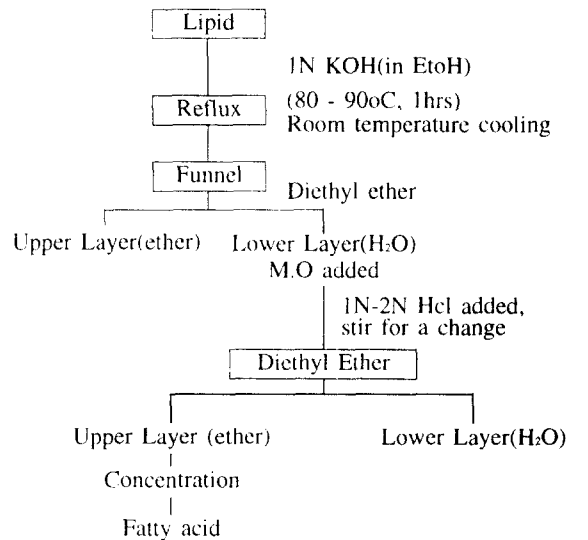 Lipid
1N KOH(in EtoH)
Reflux
(80 - 90oC, 1hrs)
Room temperature cooling
Funnel
Diethyl ether
Upper Layer(ether)
Lower Layer(H₂O)
M.O added
1N-2N Hcl added,
stir for a change
Diethyl Ether
Upper Layer (ether)
Lower Layer(H₂O)
Concentration
Fatty acid